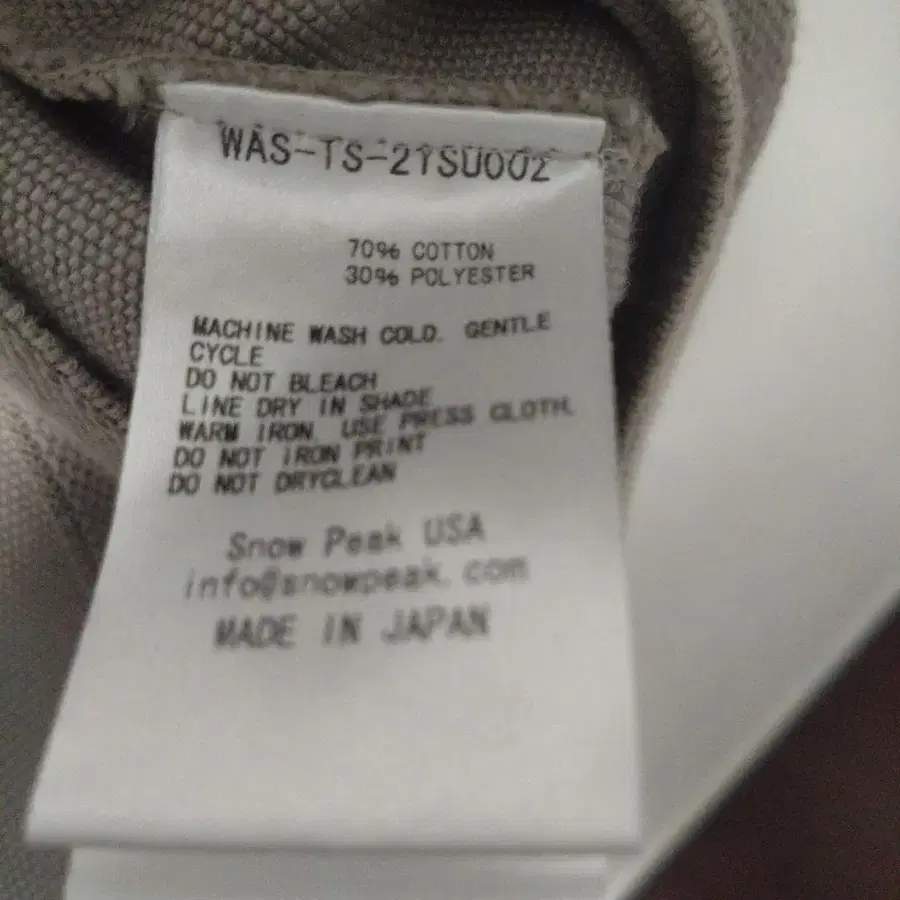 WAS-TS-21SU002
70% COTTON
30% POLYESTER
MACHINE WASH COLD. GENTLE
CYCLE
DO NOT BLEACH
LINE DRY IN SHADE
WARM IRON. USE PRESS CLOTH.
DO NOT IRON PRINT
DO NOT DRYCLEAN
Snow Peak USA
info@snowpeak.com
MADE IN JAPAN